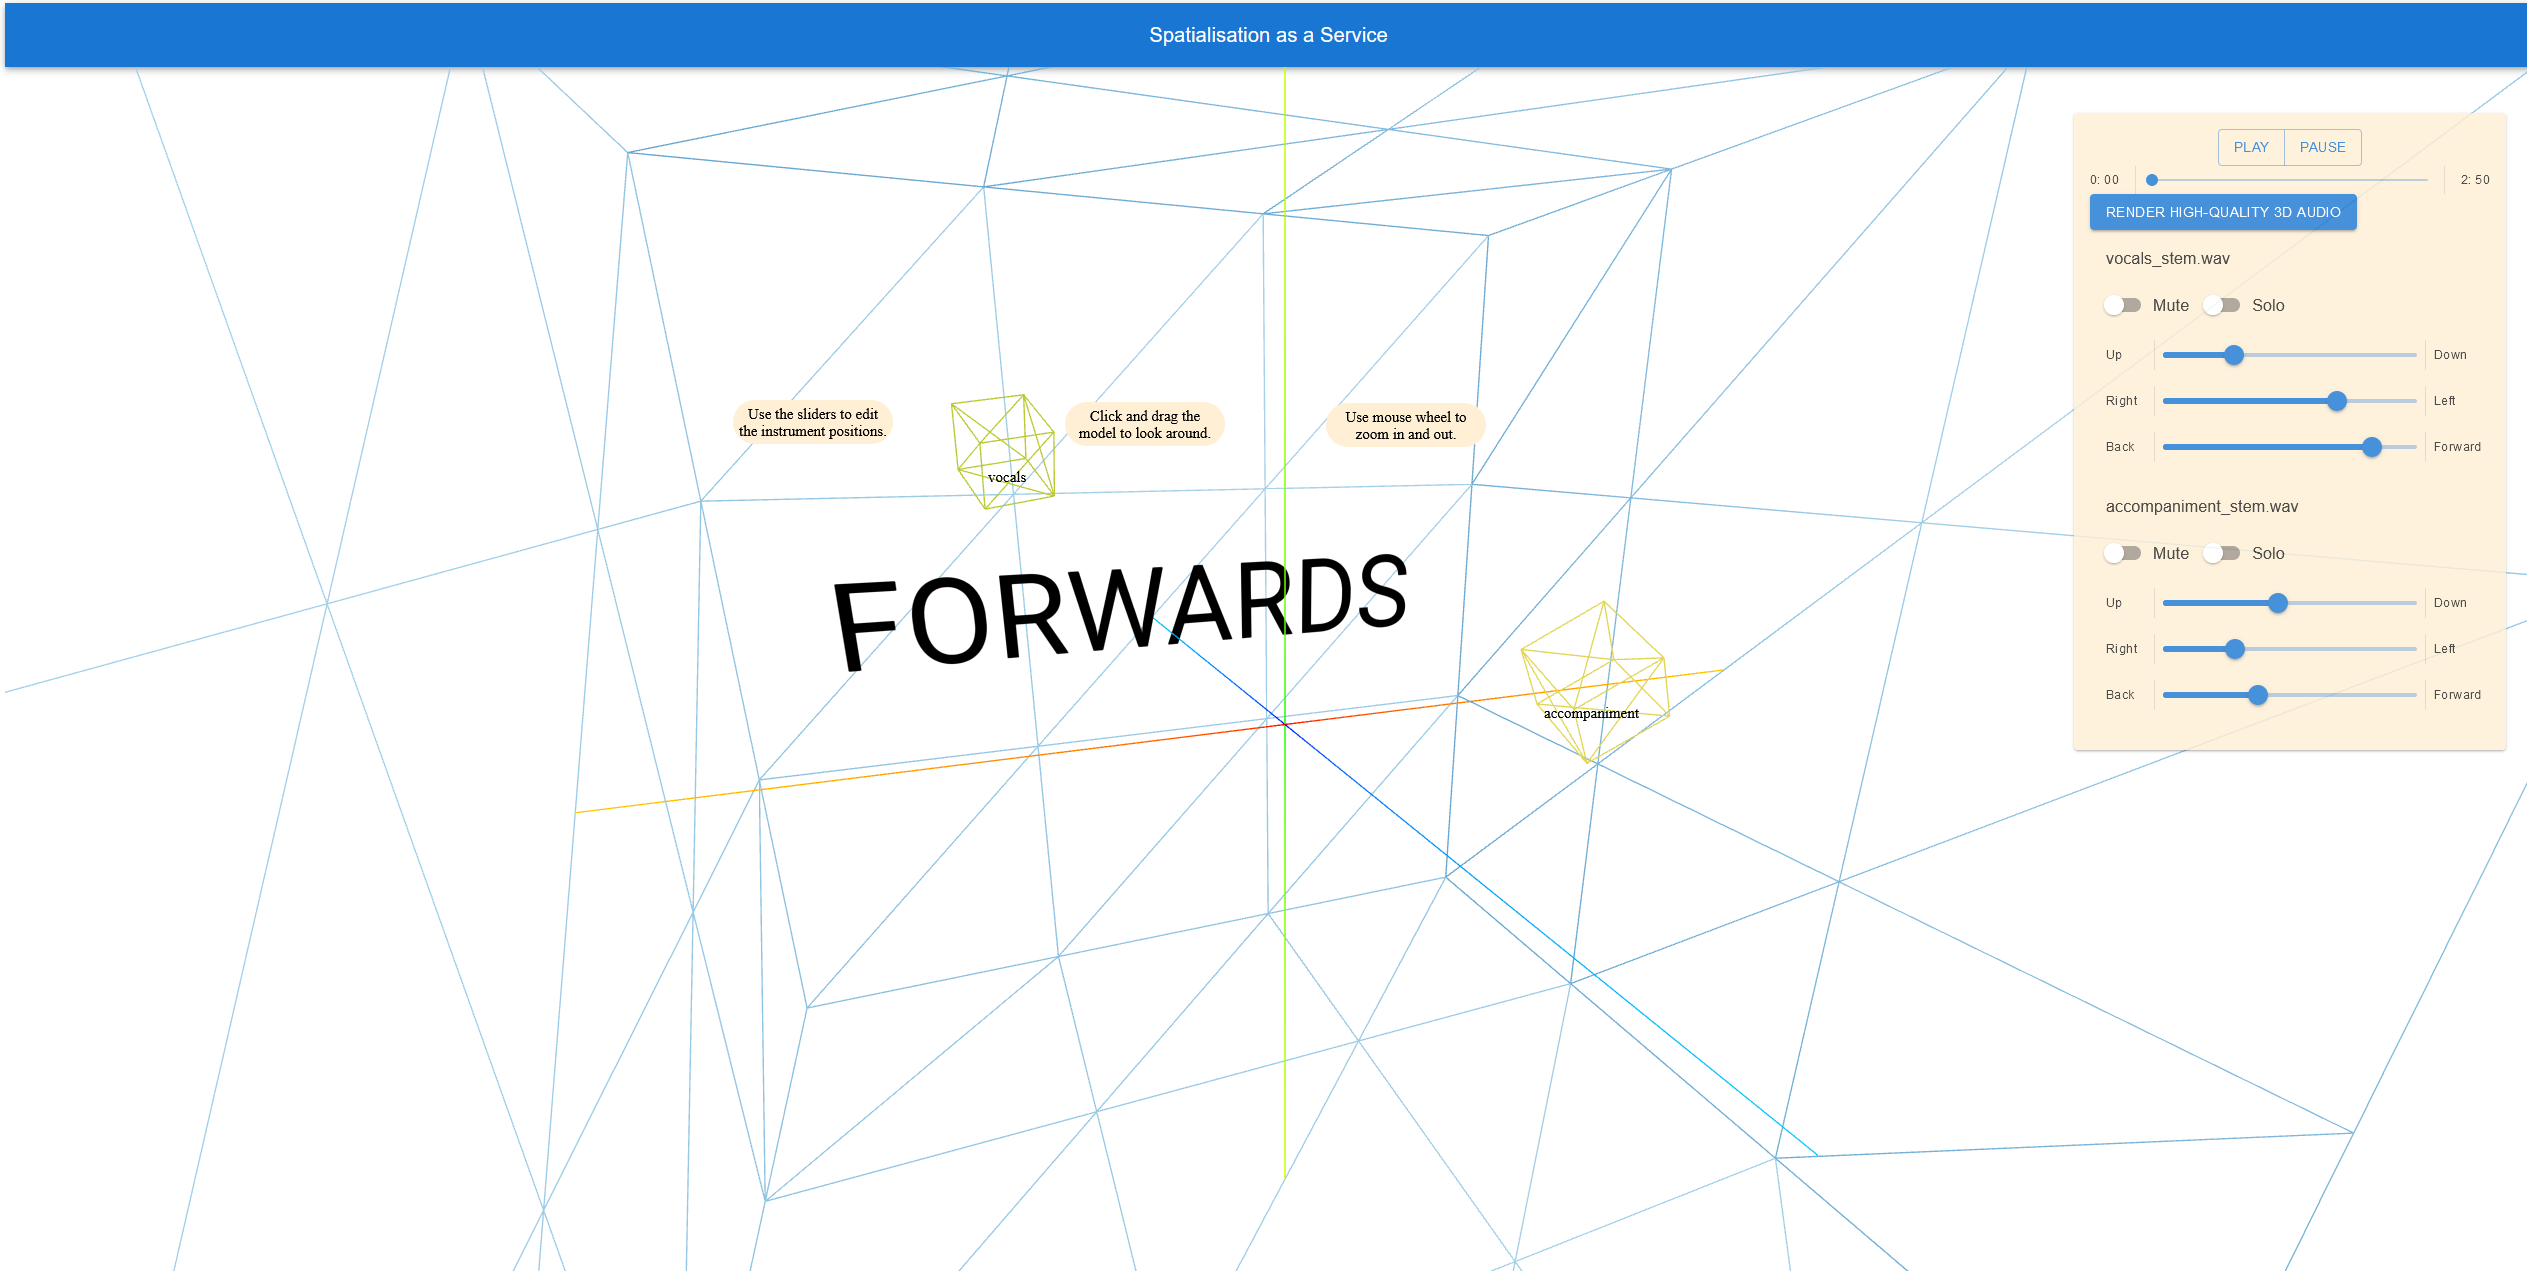 Spatialisation as a Service
PLAY PAUSE
0: 00 2: 50
RENDER HIGH-QUALITY 3D AUDIO
vocals_stem.wav
Mute Solo
Up Down
Right Left
Back Forward
accompaniment_stem.wav
Mute Solo
Up Down
Right Left
Back Forward
Use the sliders to edit
the instrument positions.
vocals
Click and drag the
model to look around.
Use mouse wheel to
zoom in and out.
FORWARDS
accompaniment